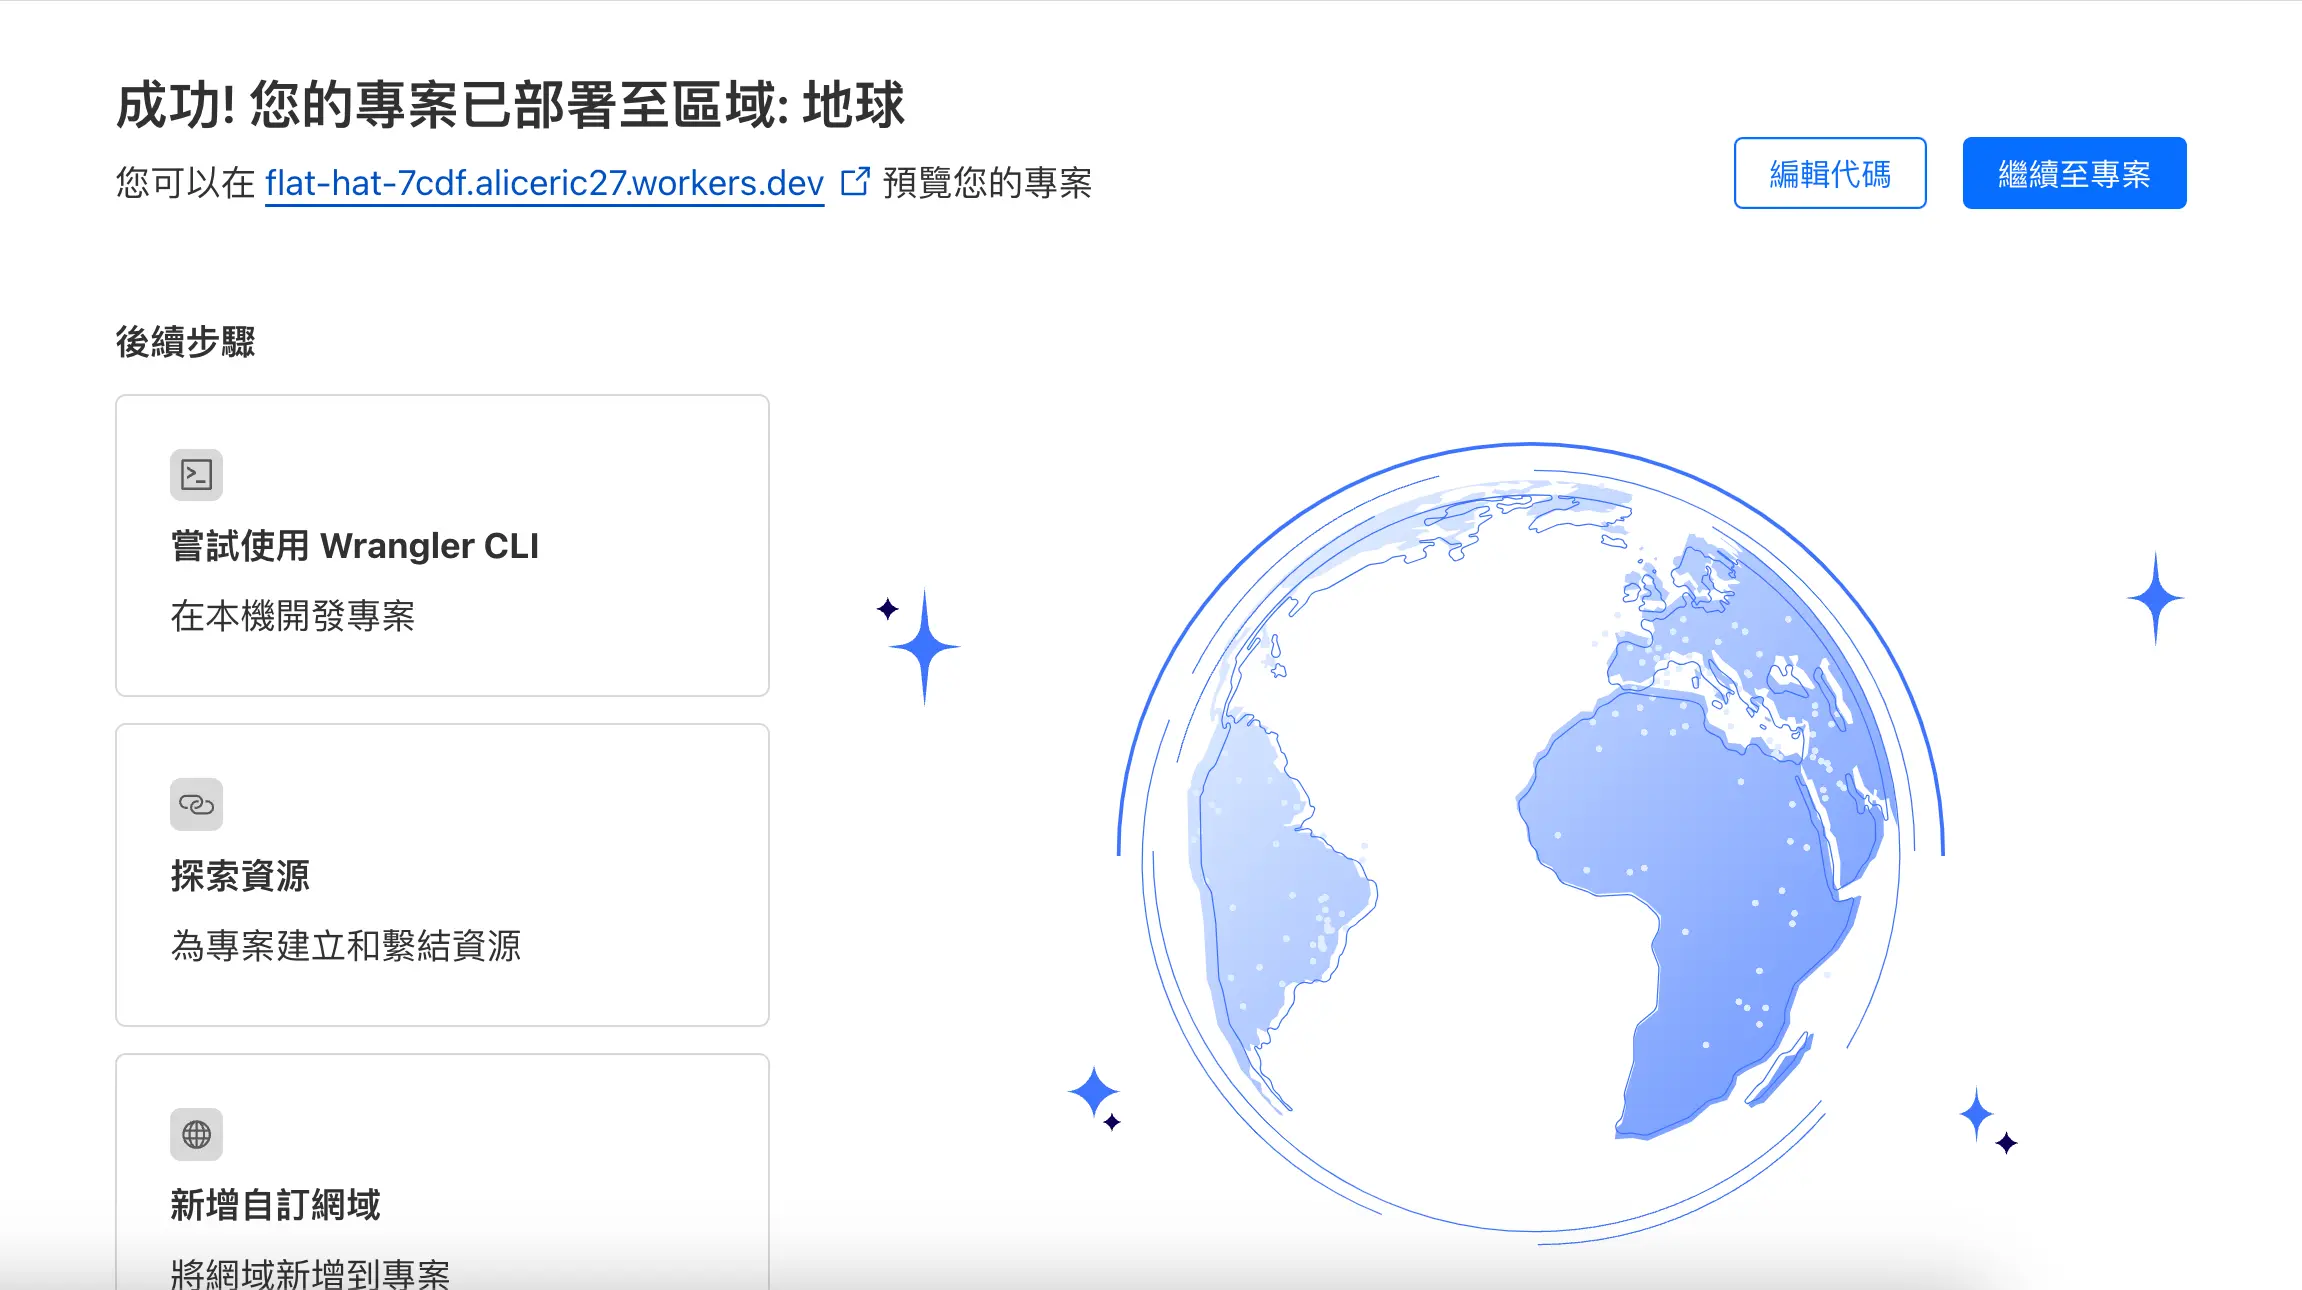 成功! 您的專案已部署至區域: 地球
您可以在 flat-hat-7cdf.aliceric27.workers.dev 預覽您的專案
編輯代碼
繼續至專案
後續步驟
嘗試使用 Wrangler CLI
在本機開發專案
探索資源
為專案建立和繫結資源
新增自訂網域
將網域新增到專案